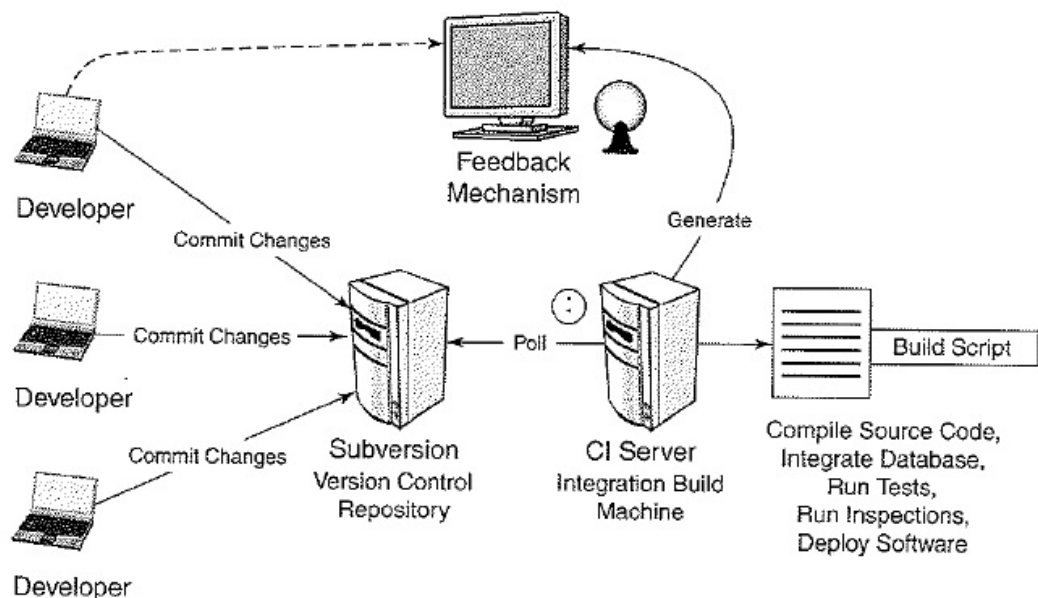 Feedback
Mechanism
Developer
Commit Changes
Generate
Commit Changes
Poll
Build Script
Developer
Commit Changes
Subversion
Version Control
Repository
CI Server
Integration Build
Machine
Compile Source Code,
Integrate Database,
Run Tests,
Run Inspections,
Deploy Software
Developer